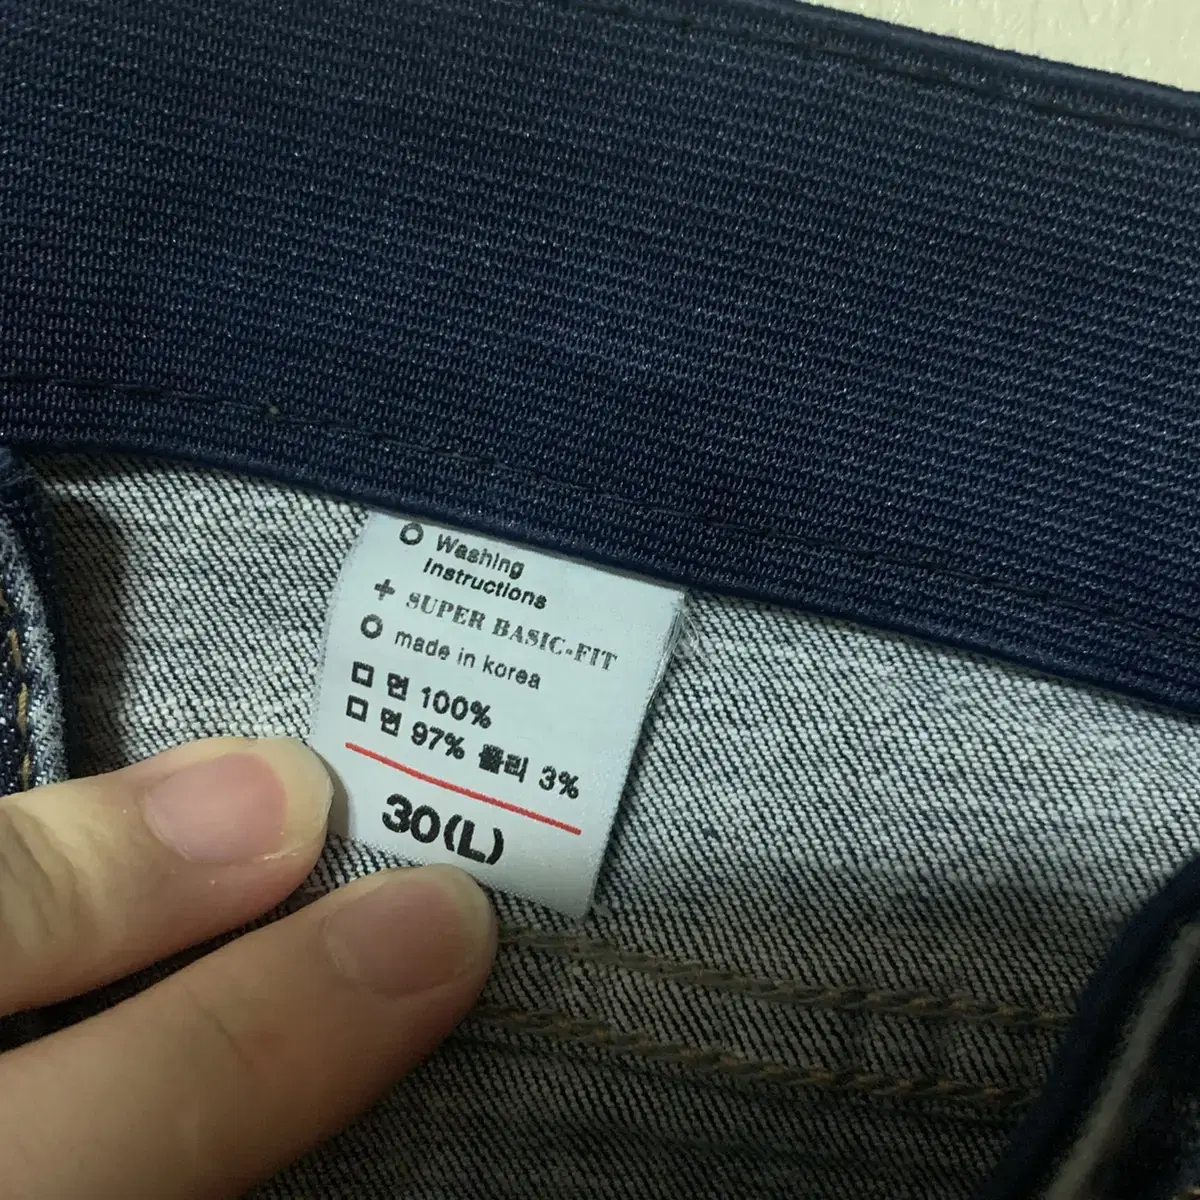 ○ Washing
Instructions
+ SUPER BASIC-FIT
○ made in korea
□ 면 100%
□ 면 97% 폴리 3%
30(L)